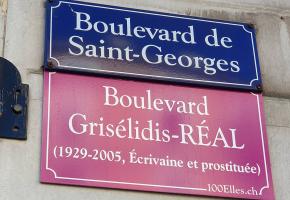 Boulevard de
Saint-Georges
Boulevard
Grisélidis-RÉAL
(1929-2005, Écrivaine et prostituée)
100Elles.ch